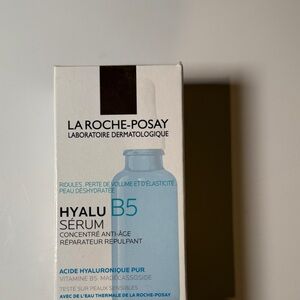 LA ROCHE-POSAY
LABORATOIRE DERMATOLOGIQUE
RIDULES, PERTE DE VOLUME ET D'ÉLASTICITÉ
PEAU DÉSHYDRATÉE
HYALU B5
SÉRUM
CONCENTRÉ ANTI-ÂGE
RÉPARATEUR REPULPANT
ACIDE HYALURONIQUE PUR
VITAMINE B5. MADÉCASSOSIDE
TESTÉ SUR PEAUX SENSIBLES
AVEC DE L'EAU THERMALE DE LA ROCHE-POSAY